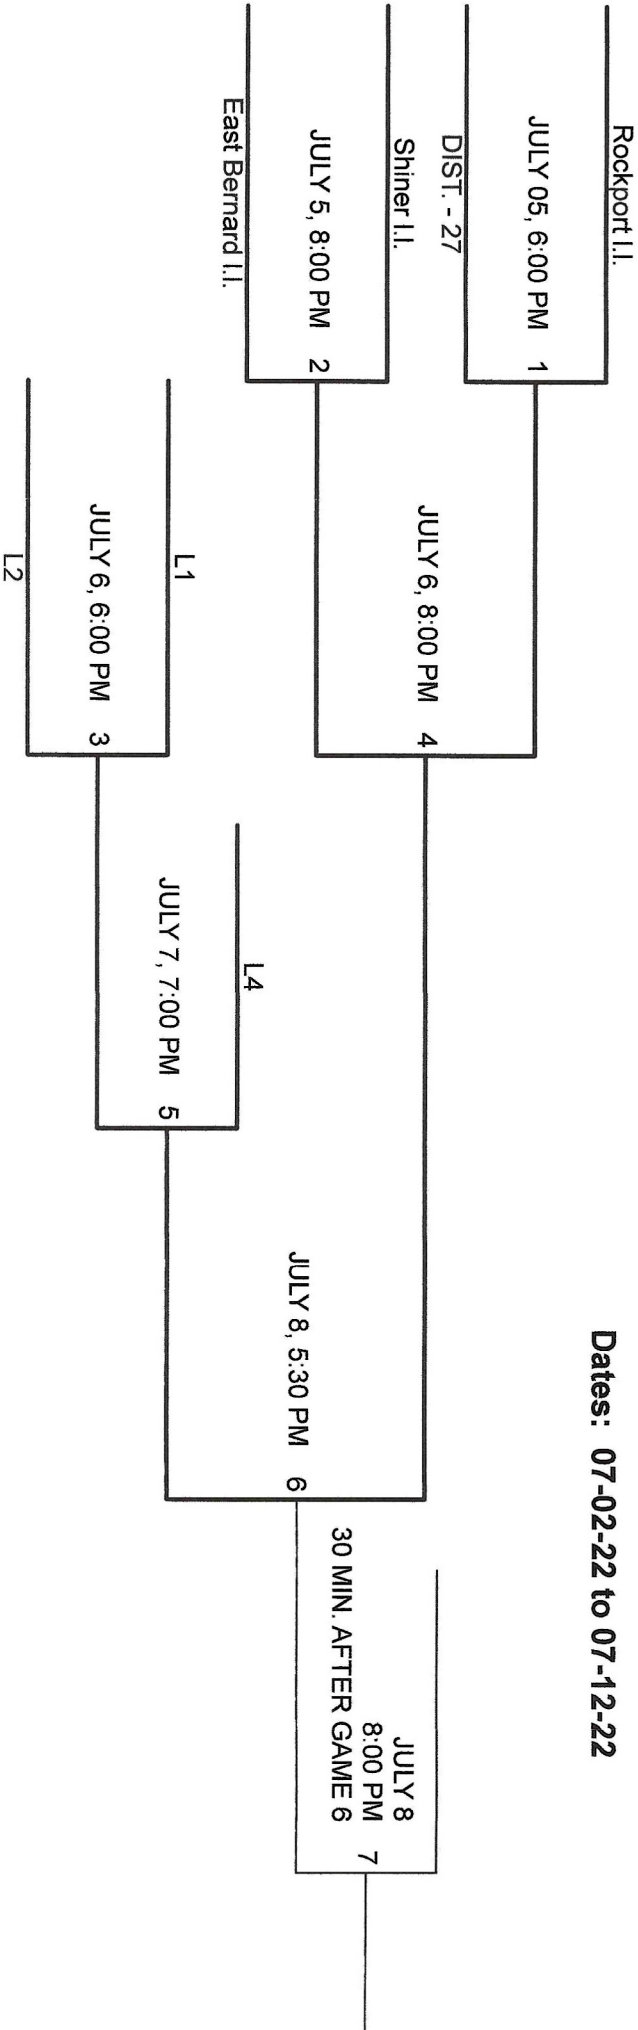 Dates: 07-02-22 to 07-12-22
Rockport l.l.
JULY 05, 6:00 PM 1
DIST. - 27
Shiner l.l.
JULY 5, 8:00 PM 2
East Bernard l.l.
JULY 6, 8:00 PM 4
L1
JULY 6, 6:00 PM 3
L2
L4
JULY 7, 7:00 PM 5
JULY 8, 5:30 PM 6
JULY 8
8:00 PM
30 MIN. AFTER GAME 6
7